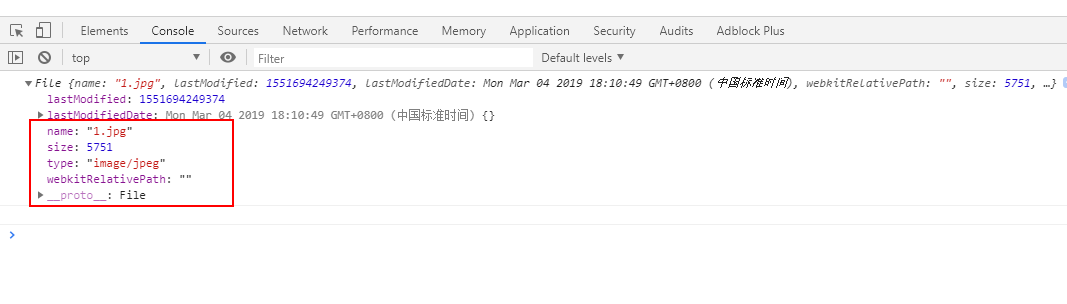 Elements Console Sources Network Performance Memory Application Security Audits Adblock Plus
top Filter Default levels
File {name: "1.jpg", lastModified: 1551694249374, lastModifiedDate: Mon Mar 04 2019 18:10:49 GMT+0800 (中国标准时间), webkitRelativePath: "", size: 5751, …}
lastModified: 1551694249374
lastModifiedDate: Mon Mar 04 2019 18:10:49 GMT+0800 (中国标准时间) {}
name: "1.jpg"
size: 5751
type: "image/jpeg"
webkitRelativePath: ""
__proto__: File